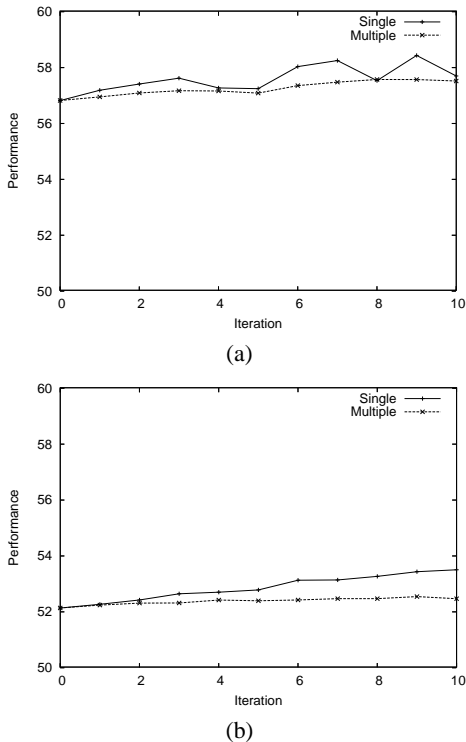 60
58
56
54
52
50
Performance
Single
Multiple
0 2 4 6 8 10
Iteration
(a)
60
58
56
54
52
50
Performance
Single
Multiple
0 2 4 6 8 10
Iteration
(b)